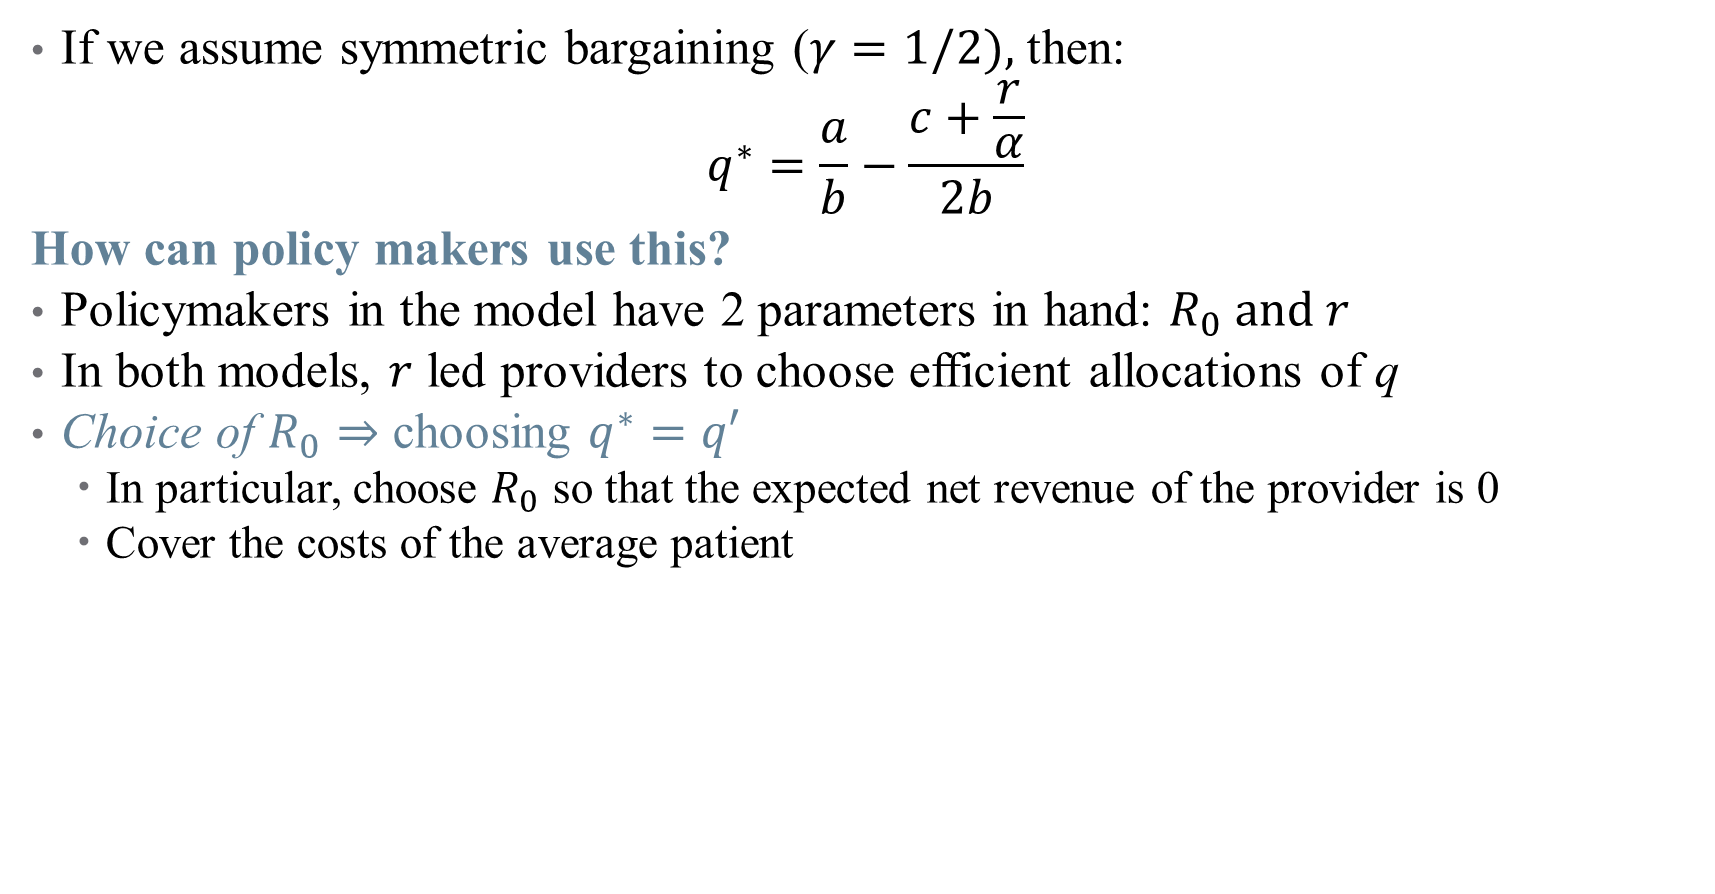 • If we assume symmetric bargaining (γ = 1/2), then:
q* = a/b − (c + r/α)/2b
How can policy makers use this?
• Policymakers in the model have 2 parameters in hand: R₀ and r
• In both models, r led providers to choose efficient allocations of q
• Choice of R₀ ⇒ choosing q* = q′
• In particular, choose R₀ so that the expected net revenue of the provider is 0
• Cover the costs of the average patient